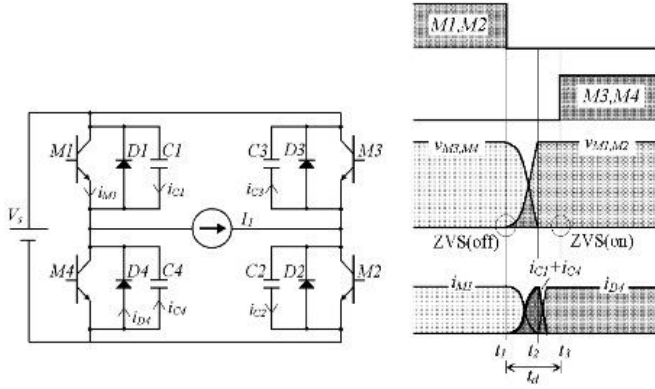 M1,M2
M3,M4
vM3,M4
vM1,M2
ZVS(off)
ZVS(on)
iC1+iC4
iM1
iD4
t1
t2
t3
td
M1
D1
C1
C3
D3
M3
iM1
iC1
iC3
Vs
I1
M4
D4
C4
C2
D2
M2
iD4
iC4
iC2